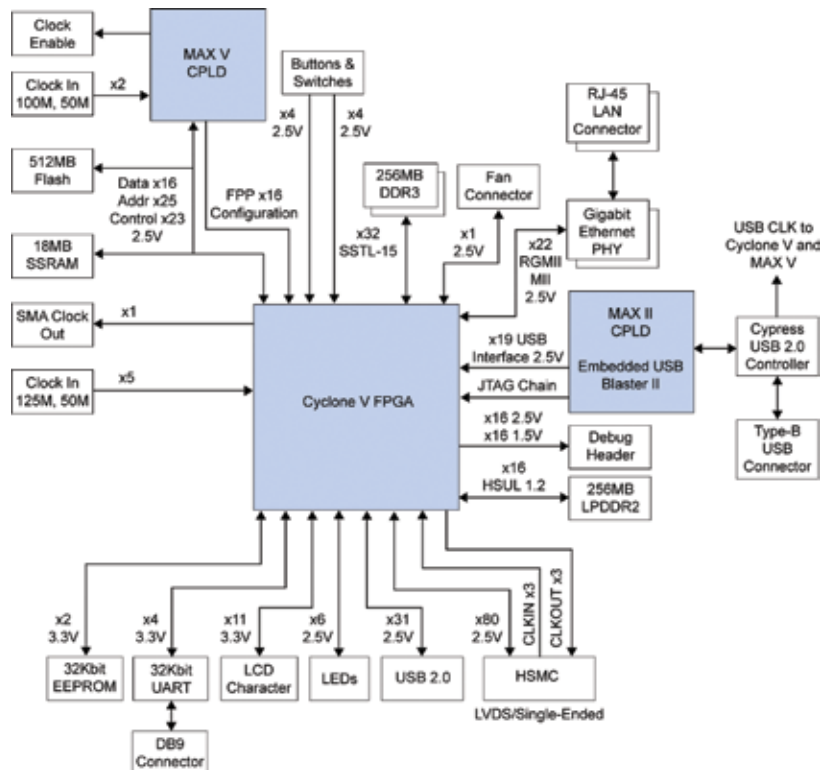 Clock
Enable
MAX V
CPLD
Buttons &
Switches
Clock In
100M, 50M
x2
x4
2.5V
x4
2.5V
RJ-45
LAN
Connector
512MB
Flash
Data x16
Addr x25
Control x23
2.5V
FPP x16
Configuration
256MB
DDR3
Fan
Connector
x32
SSTL-15
x1
2.5V
x22
RGMII
MII
2.5V
Gigabit
Ethernet
PHY
USB CLK to
Cyclone V and
MAX V
18MB
SSRAM
SMA Clock
Out
x1
MAX II
CPLD
Embedded USB
Blaster II
x19 USB
Interface 2.5V
JTAG Chain
Cypress
USB 2.0
Controller
Clock In
125M, 50M
x5
Cyclone V FPGA
x16 2.5V
x16 1.5V
Debug
Header
Type-B
USB
Connector
x16
HSUL 1.2
256MB
LPDDR2
x2
3.3V
x4
3.3V
x11
3.3V
x6
2.5V
x31
2.5V
x80
2.5V
CLKIN x3
CLKOUT x3
32Kbit
EEPROM
32Kbit
UART
LCD
Character
LEDs
USB 2.0
HSMC
LVDS/Single-Ended
DB9
Connector